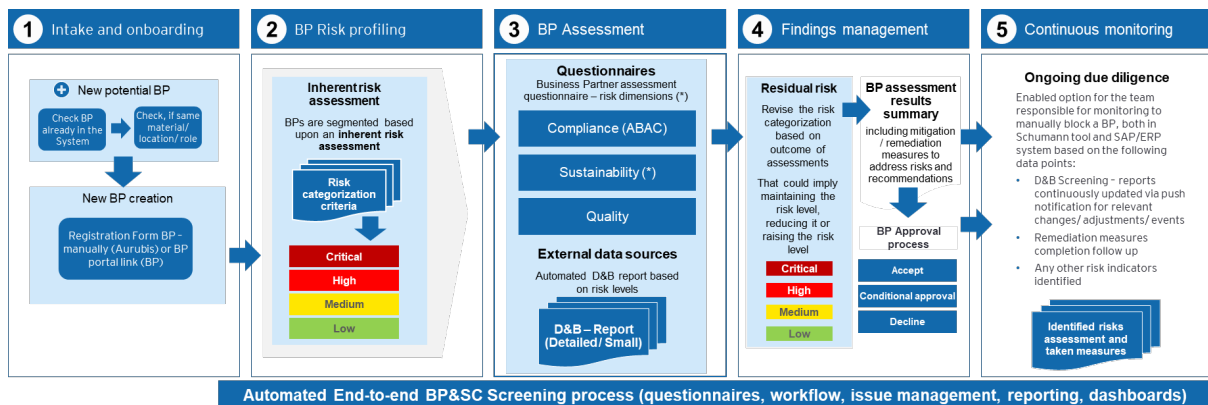 1 Intake and onboarding
New potential BP
Check BP
already in the
System
Check, if same
material/
location/ role
New BP creation
Registration Form BP –
manually (Aurubis) or BP
portal link (BP)
2 BP Risk profiling
Inherent risk
assessment
BPs are segmented based
upon an inherent risk
assessment
Risk
categorization
criteria
Critical
High
Medium
Low
3 BP Assessment
Questionnaires
Business Partner assessment
questionnaire – risk dimensions (*)
Compliance (ABAC)
Sustainability (*)
Quality
External data sources
Automated D&B report based
on risk levels
D&B – Report
(Detailed/ Small)
4 Findings management
Residual risk
Revise the risk
categorization
based on
outcome of
assessments
That could imply
maintaining the
risk level,
reducing it or
raising the risk
level
Critical
High
Medium
Low
BP assessment
results
summary
including mitigation
/ remediation
measures to
address risks and
recommendations
BP Approval
process
Accept
Conditional approval
Decline
5 Continuous monitoring
Ongoing due diligence
Enabled option for the team
responsible for monitoring to
manually block a BP, both in
Schumann tool and SAP/ERP
system based on the following
data points:
• D&B Screening – reports
continuously updated via push
notification for relevant
changes/ adjustments/ events
• Remediation measures
completion follow up
• Any other risk indicators
identified
Identified risks
assessment and
taken measures
Automated End-to-end BP&SC Screening process (questionnaires, workflow, issue management, reporting, dashboards)